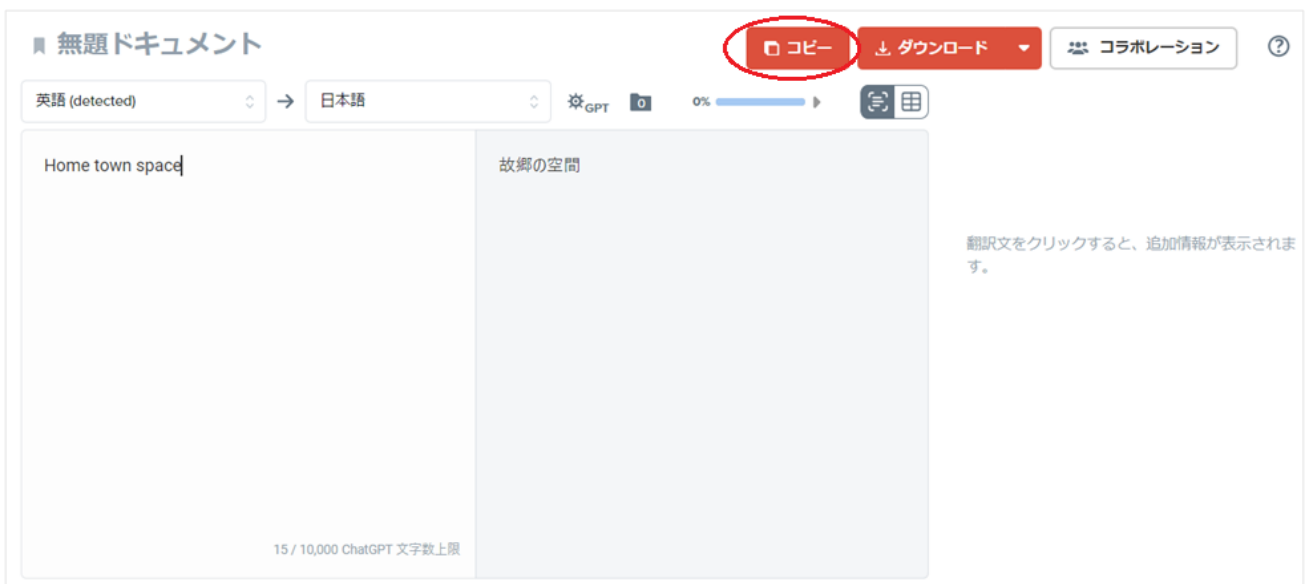 無題ドキュメント
コピー
ダウンロード
コラボレーション
?
英語 (detected)
→
日本語
GPT
0
0%
Home town space
故郷の空間
翻訳文をクリックすると、追加情報が表示されま
す。
15 / 10,000 ChatGPT 文字数上限